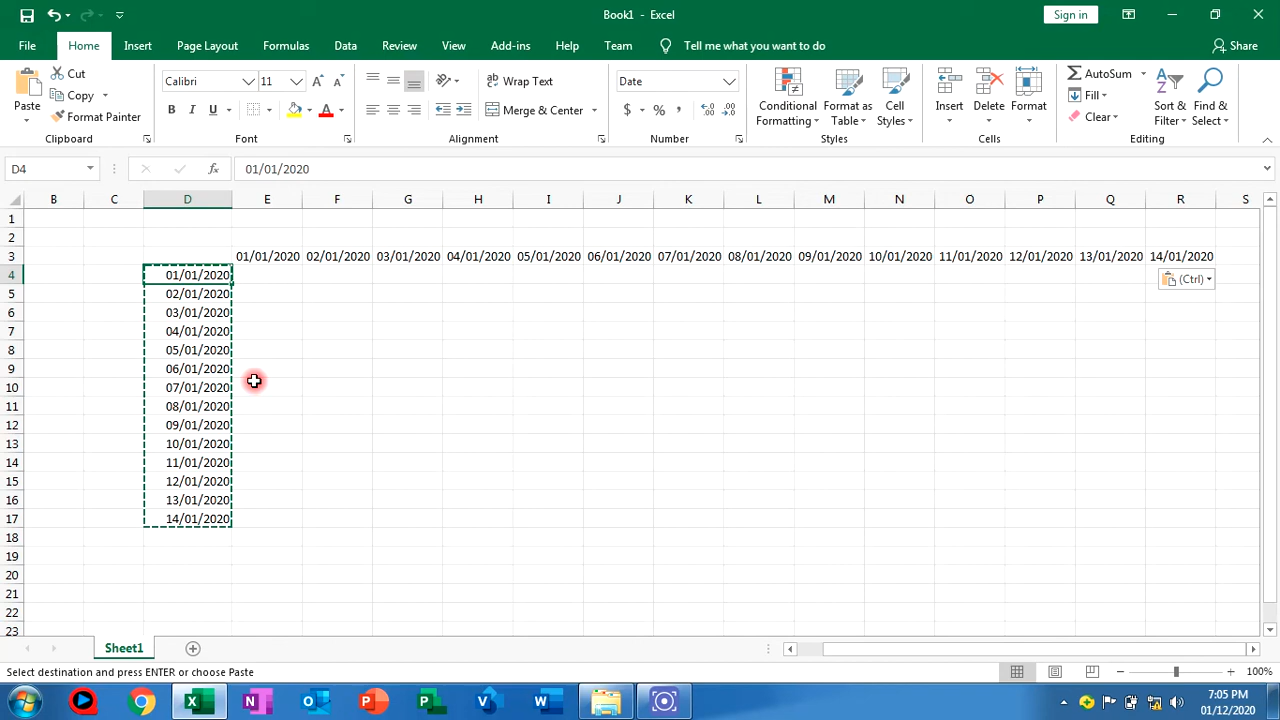 Book1 - Excel
Sign in
File Home Insert Page Layout Formulas Data Review View Add-ins Help Team Tell me what you want to do Share
Paste
Cut
Copy
Format Painter
Clipboard
Calibri 11
B I U
Font
Wrap Text
Merge & Center
Alignment
Date
$ % ,
Number
Conditional Formatting
Format as Table
Cell Styles
Styles
Insert Delete Format
Cells
AutoSum
Fill
Clear
Sort & Filter
Find & Select
Editing
D4 fx 01/01/2020
B C D E F G H I J K L M N O P Q R S
1
2
3 01/01/2020 02/01/2020 03/01/2020 04/01/2020 05/01/2020 06/01/2020 07/01/2020 08/01/2020 09/01/2020 10/01/2020 11/01/2020 12/01/2020 13/01/2020 14/01/2020
4 01/01/2020 (Ctrl)
5 02/01/2020
6 03/01/2020
7 04/01/2020
8 05/01/2020
9 06/01/2020
10 07/01/2020
11 08/01/2020
12 09/01/2020
13 10/01/2020
14 11/01/2020
15 12/01/2020
16 13/01/2020
17 14/01/2020
18
19
20
21
22
23
Sheet1
Select destination and press ENTER or choose Paste 100%
7:05 PM
01/12/2020